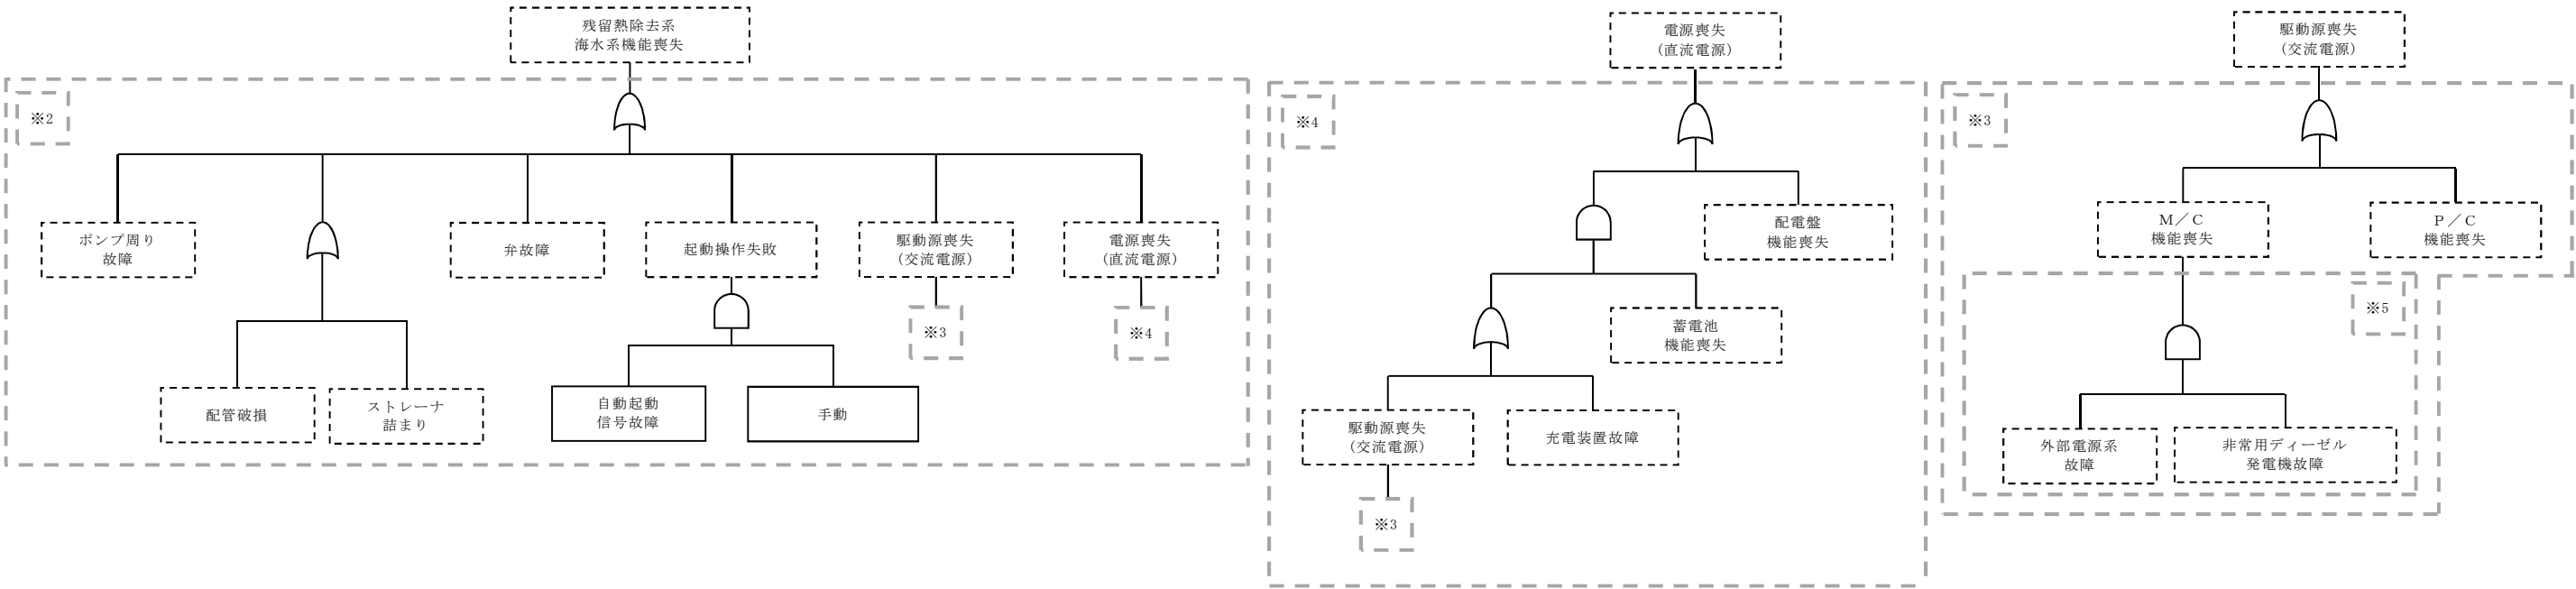 残留熱除去系
海水系機能喪失
※2
ポンプ周り
故障
弁故障
起動操作失敗
駆動源喪失
(交流電源)
電源喪失
(直流電源)
※3
※4
配管破損
ストレーナ
詰まり
自動起動
信号故障
手動
電源喪失
(直流電源)
※4
配電盤
機能喪失
蓄電池
機能喪失
駆動源喪失
(交流電源)
充電装置故障
※3
駆動源喪失
(交流電源)
※3
M/C
機能喪失
P/C
機能喪失
※5
外部電源系
故障
非常用ディーゼル
発電機故障